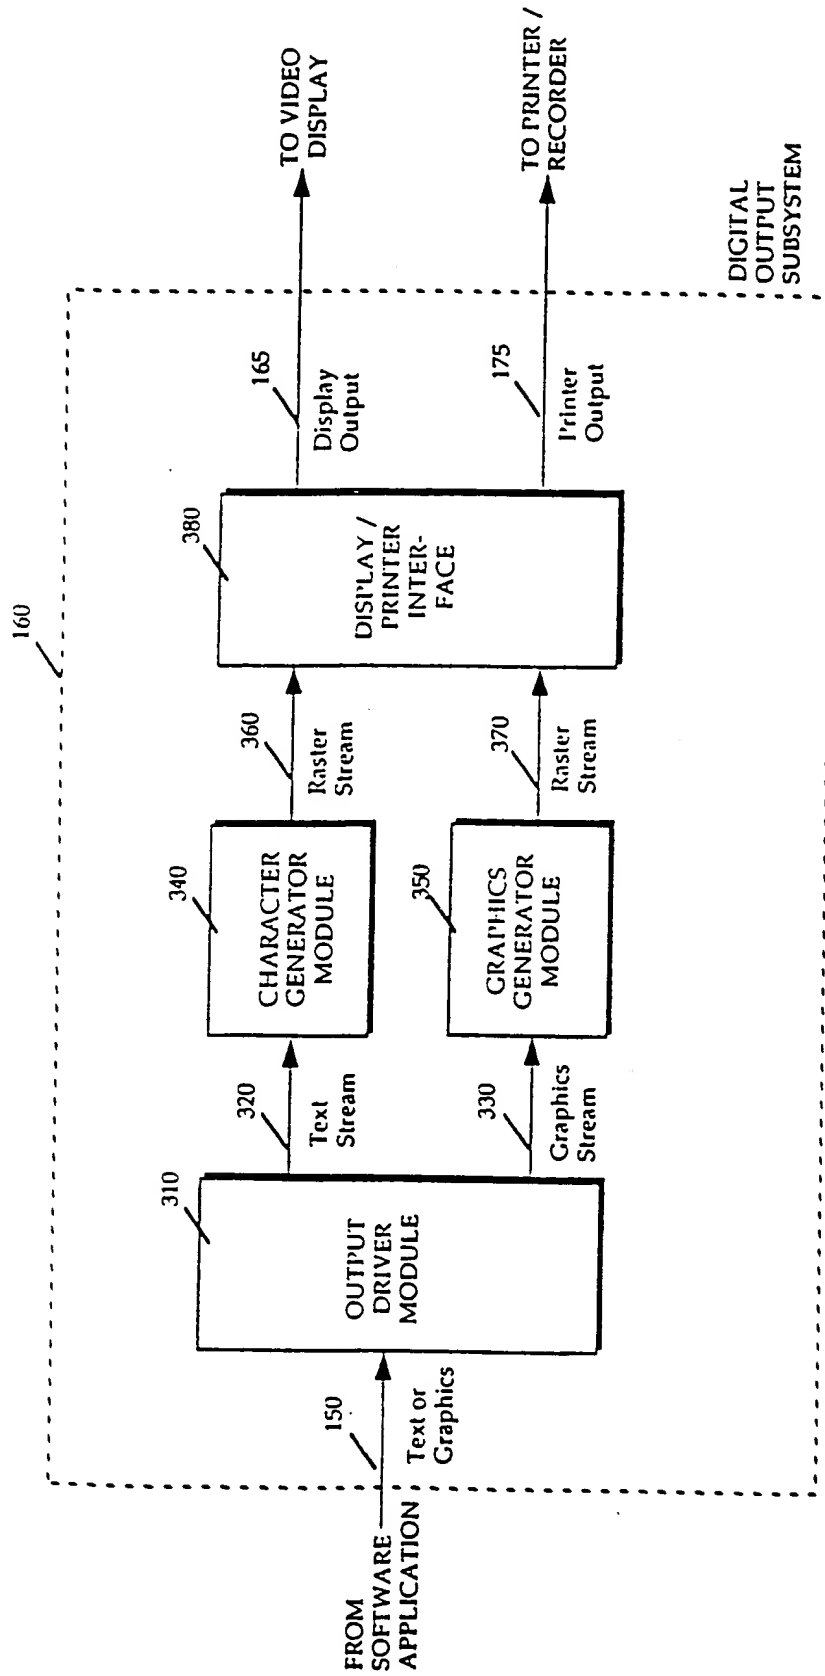 FROM
SOFTWARE
APPLICATION
150
Text or
Graphics
310
OUTPUT
DRIVER
MODULE
320
Text
Stream
330
Graphics
Stream
340
CHARACTER
GENERATOR
MODULE
350
GRAPHICS
GENERATOR
MODULE
360
Raster
Stream
370
Raster
Stream
380
DISPLAY /
PRINTER
INTER-
FACE
160
165
Display
Output
175
Printer
Output
TO VIDEO
DISPLAY
TO PRINTER /
RECORDER
DIGITAL
OUTPUT
SUBSYSTEM